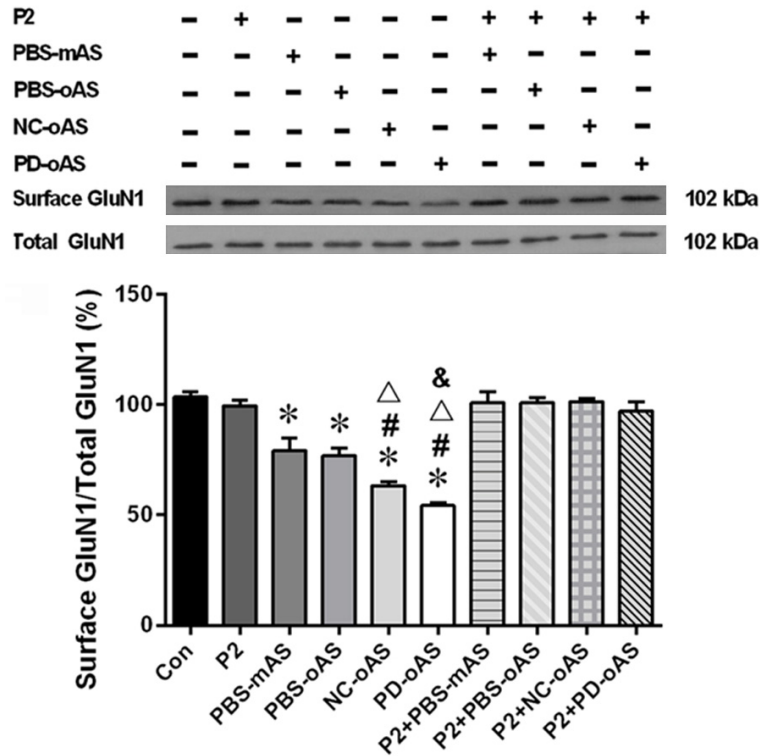 P2 − + − − − − + + + +
PBS-mAS − − + − − − + − − −
PBS-oAS − − − + − − − + − −
NC-oAS − − − − + − − − + −
PD-oAS − − − − − + − − − +
Surface GluN1 102 kDa
Total GluN1 102 kDa
Surface GluN1/Total GluN1 (%)
150
100
50
0
* * △ # * & △ # *
Con P2 PBS-mAS PBS-oAS NC-oAS PD-oAS P2+PBS-mAS P2+PBS-oAS P2+NC-oAS P2+PD-oAS